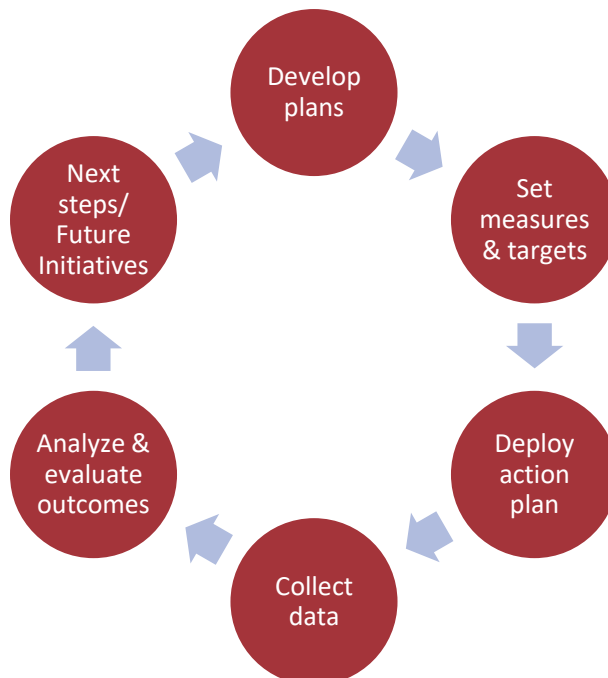 Develop
plans
Set
measures
& targets
Deploy
action
plan
Collect
data
Analyze &
evaluate
outcomes
Next
steps/
Future
Initiatives